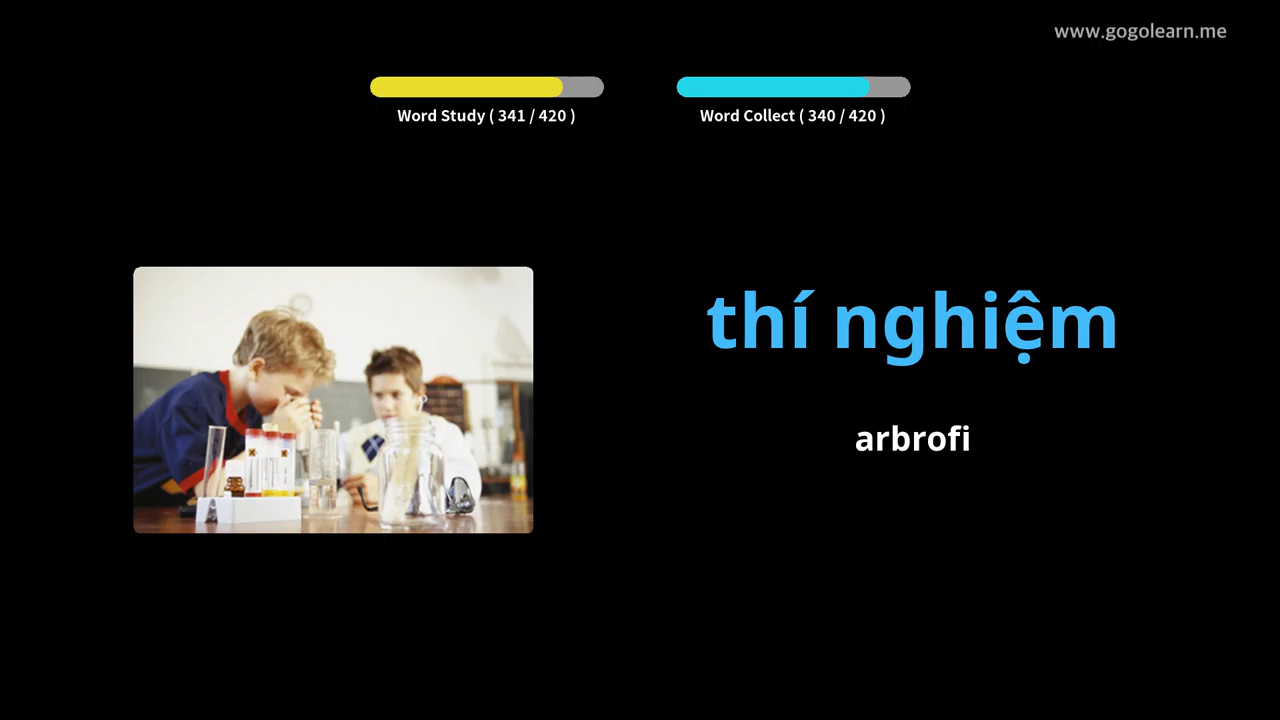 www.gogolearn.me
Word Study ( 341 / 420 )
Word Collect ( 340 / 420 )
thí nghiệm
arbrofi